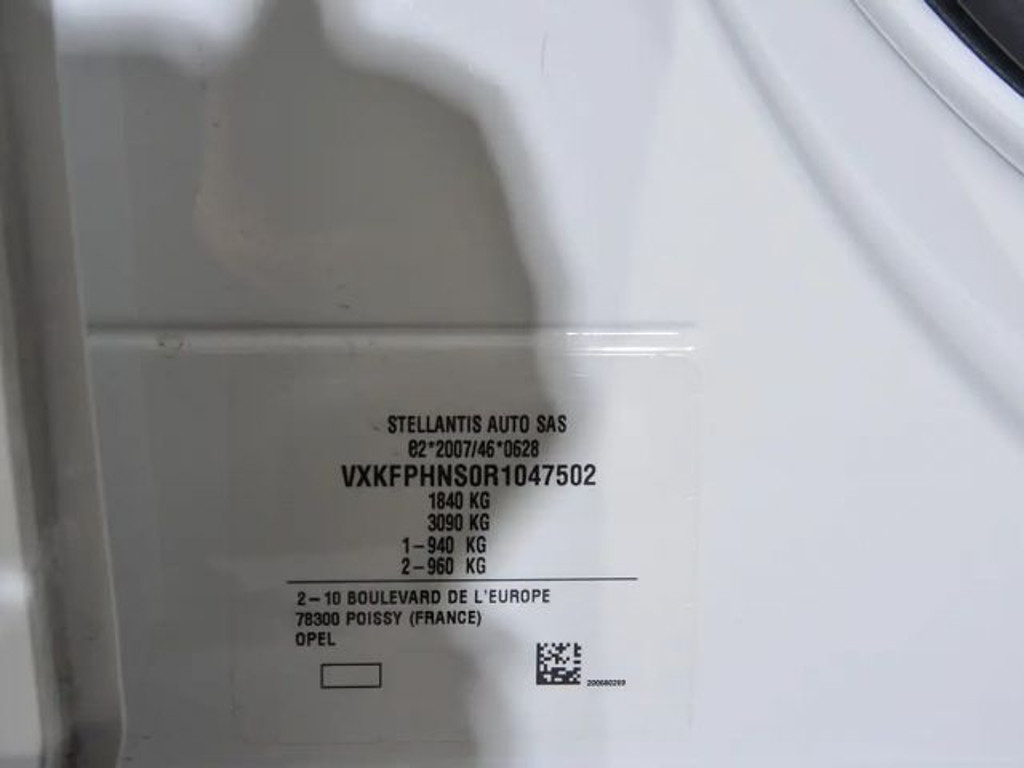 STELLANTIS AUTO SAS
e2*2007/46*0628
VXKFPHNS0R1047502
1840 KG
3090 KG
1-940 KG
2-960 KG
2-10 BOULEVARD DE L'EUROPE
78300 POISSY (FRANCE)
OPEL
200680269